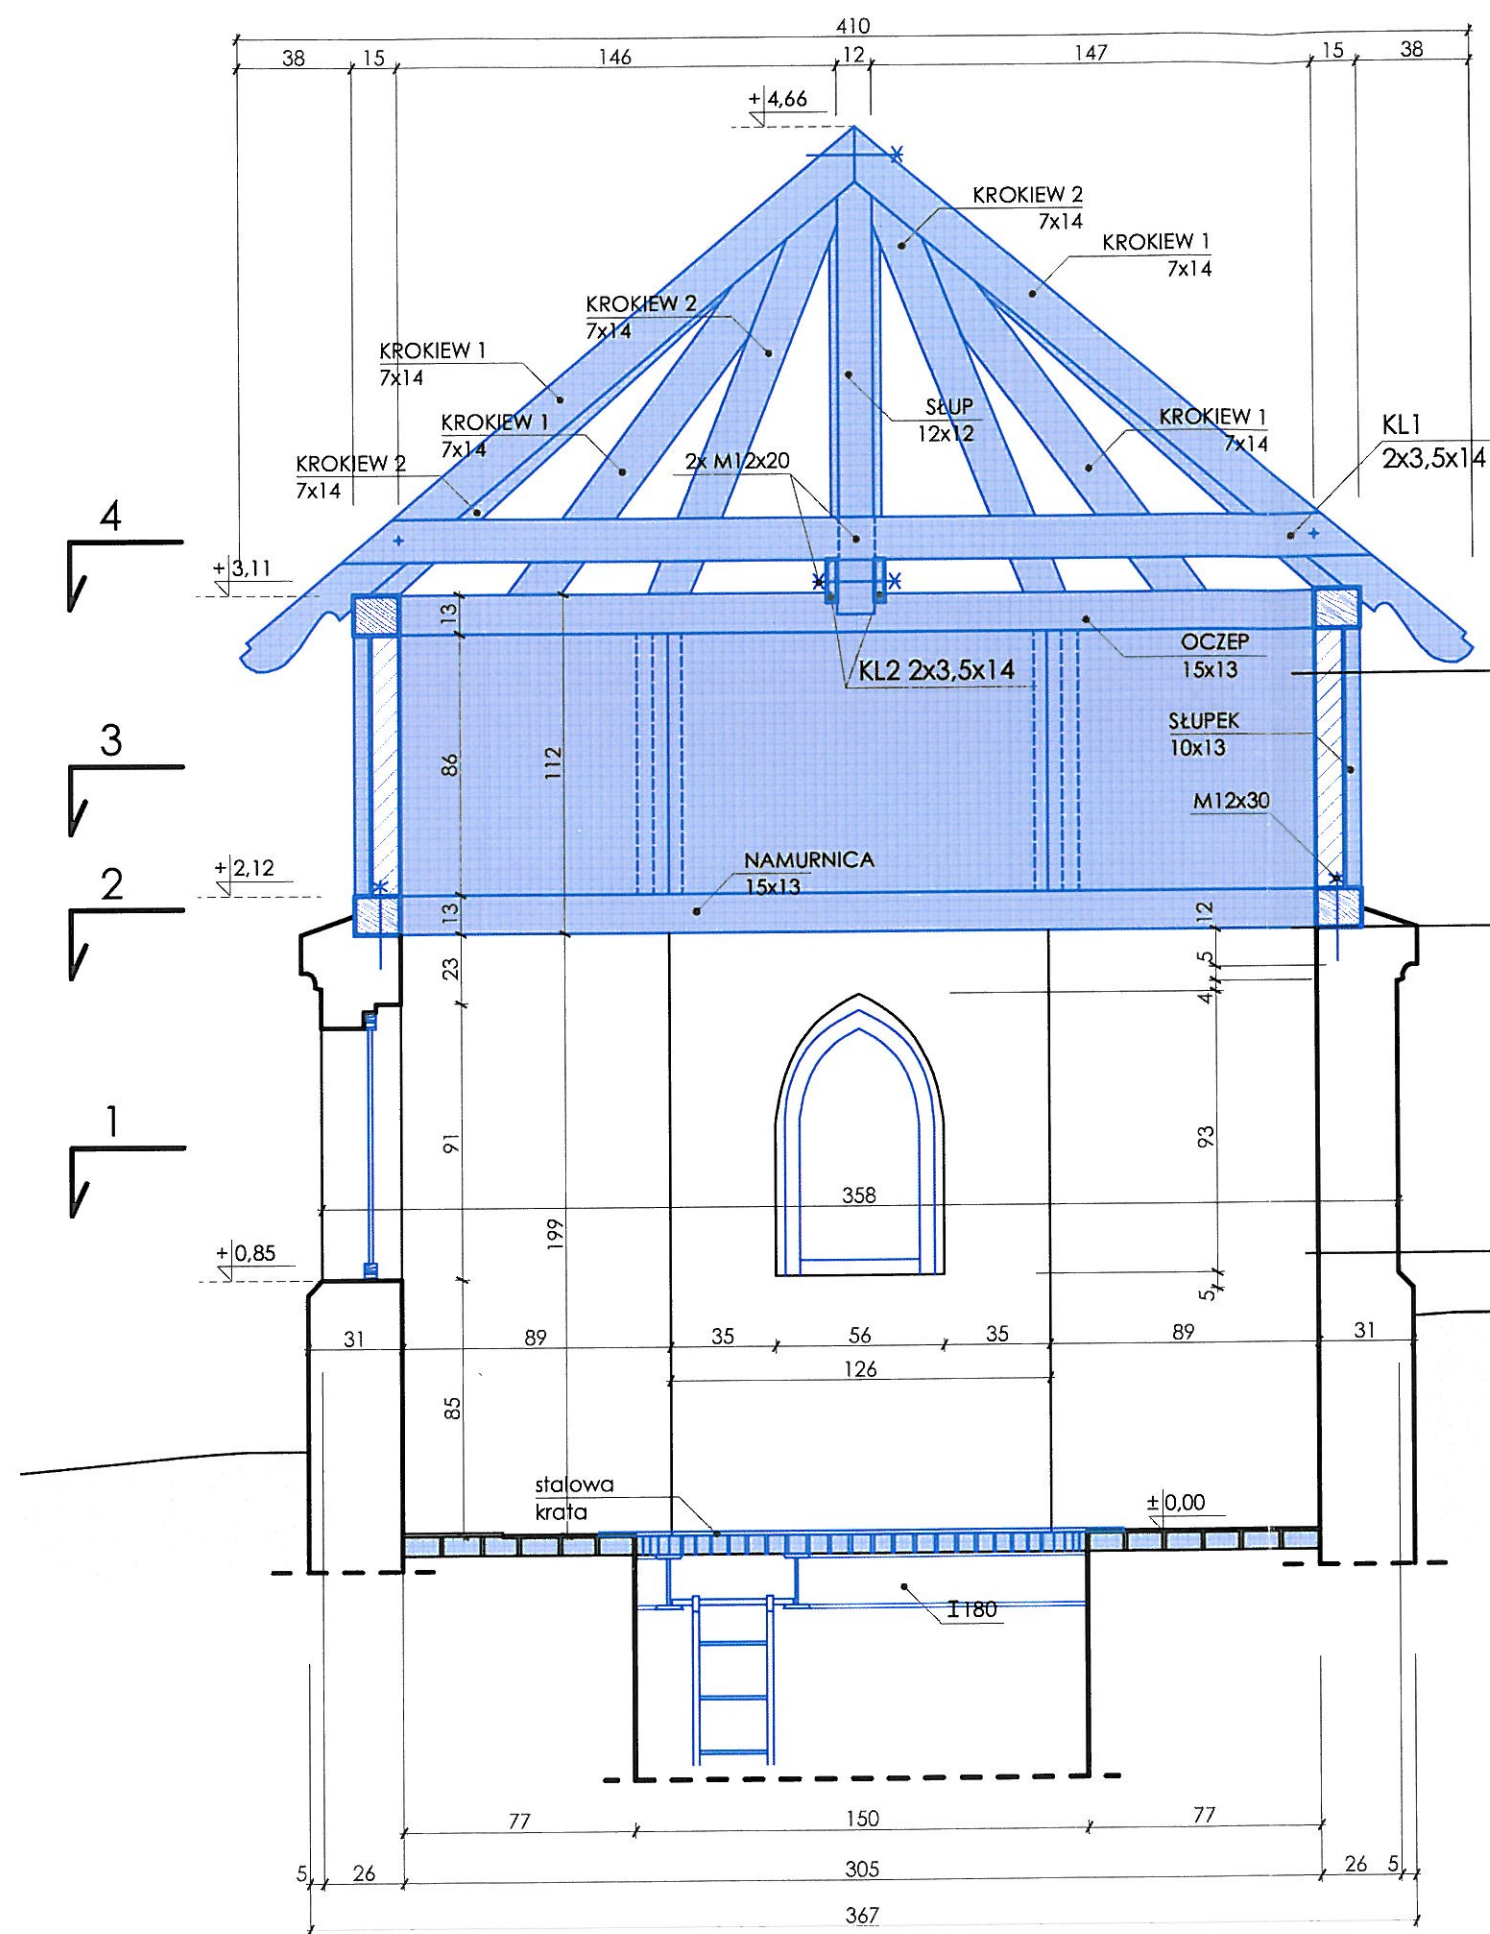 410
38 15 146 12 147 15 38
+4,66
KROKIEW 2
7x14
KROKIEW 1
7x14
KROKIEW 2
7x14
KROKIEW 1
7x14
KROKIEW 1
7x14
SŁUP
12x12
KROKIEW 1
7x14
KL1
2x3,5x14
KROKIEW 2
7x14
2x M12x20
4
+3,11
13
OCZEP
15x13
KL2 2x3,5x14
SŁUPEK
10x13
3
86
112
M12x30
+2,12
NAMURNICA
15x13
2
13
12
23
5
4
1
91
93
358
199
+0,85
5
31 89 35 56 35 89 31
126
85
stalowa
krata
±0,00
I180
77 150 77
5 26 305 26 5
367